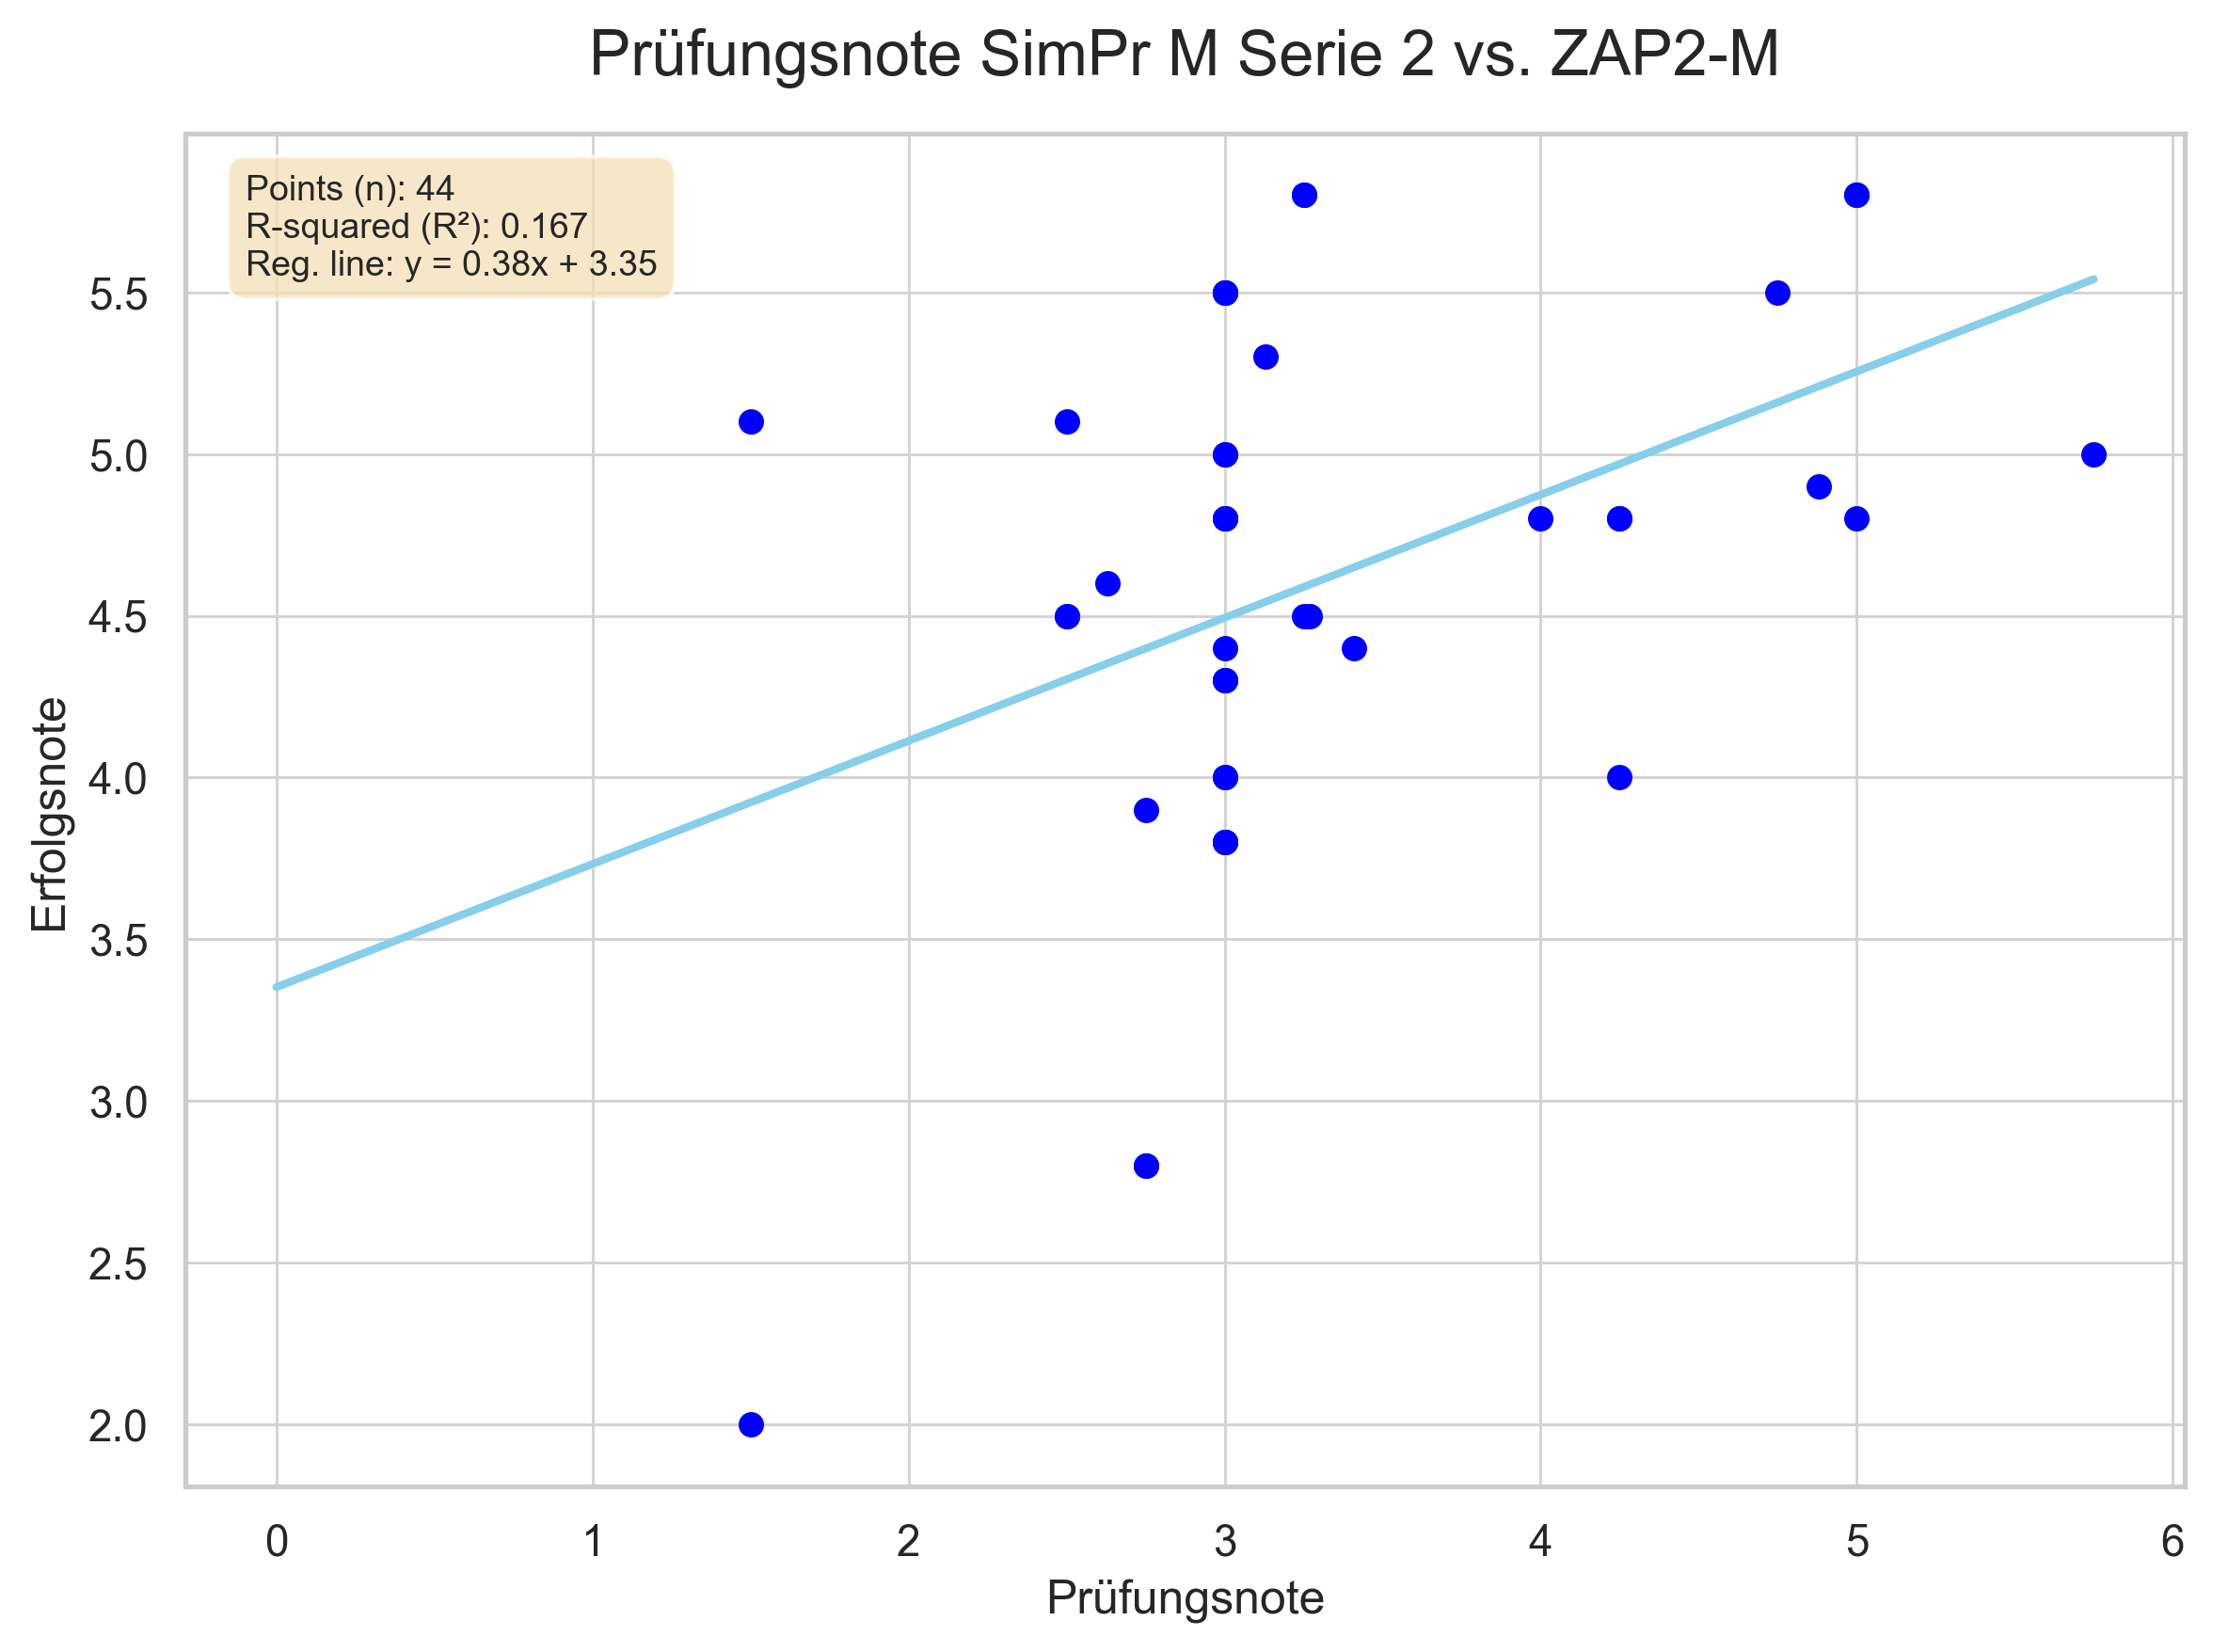 Prüfungsnote SimPr M Serie 2 vs. ZAP2-M
Points (n): 44
R-squared (R²): 0.167
Reg. line: y = 0.38x + 3.35
5.5
5.0
4.5
4.0
3.5
3.0
2.5
2.0
Erfolgsnote
0 1 2 3 4 5 6
Prüfungsnote